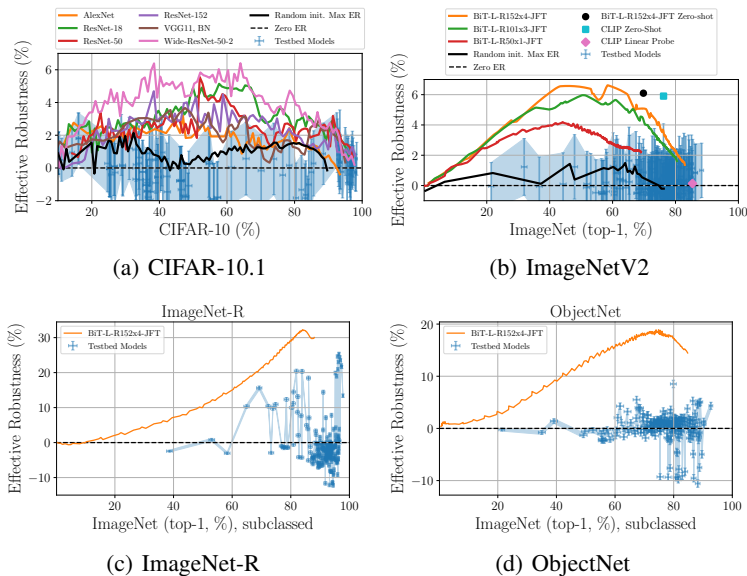 AlexNet
ResNet-18
ResNet-50
ResNet-152
VGG11, BN
Wide-ResNet-50-2
Random init. Max ER
Zero ER
Testbed Models
Effective Robustness (%)
8
6
4
2
0
−2
20 40 60 80 100
CIFAR-10 (%)
(a) CIFAR-10.1
BiT-L-R152x4-JFT
BiT-L-R101x3-JFT
BiT-L-R50x1-JFT
Random init. Max ER
Zero ER
BiT-L-R152x4-JFT Zero-shot
CLIP Zero-Shot
CLIP Linear Probe
Testbed Models
Effective Robustness (%)
8
6
4
2
0
0 20 40 60 80 100
ImageNet (top-1, %)
(b) ImageNetV2
ImageNet-R
BiT-L-R152x4-JFT
Testbed Models
Effective Robustness (%)
30
20
10
0
−10
20 40 60 80 100
ImageNet (top-1, %), subclassed
(c) ImageNet-R
ObjectNet
BiT-L-R152x4-JFT
Testbed Models
Effective Robustness (%)
20
10
0
−10
20 40 60 80 100
ImageNet (top-1, %), subclassed
(d) ObjectNet